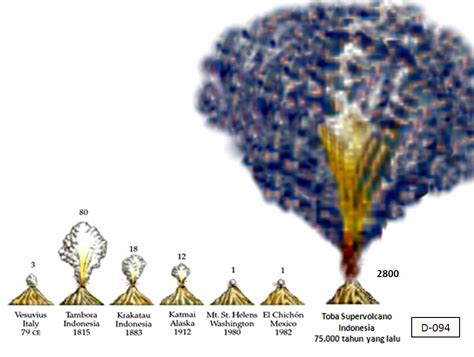 3
80
18
12
1
1
2800
Vesuvius
Italy
79 CE
Tambora
Indonesia
1815
Krakatau
Indonesia
1883
Katmai
Alaska
1912
Mt. St. Helens
Washington
1980
El Chichón
Mexico
1982
Toba Supervolcano
Indonesia
75.000 tahun yang lalu
D-094